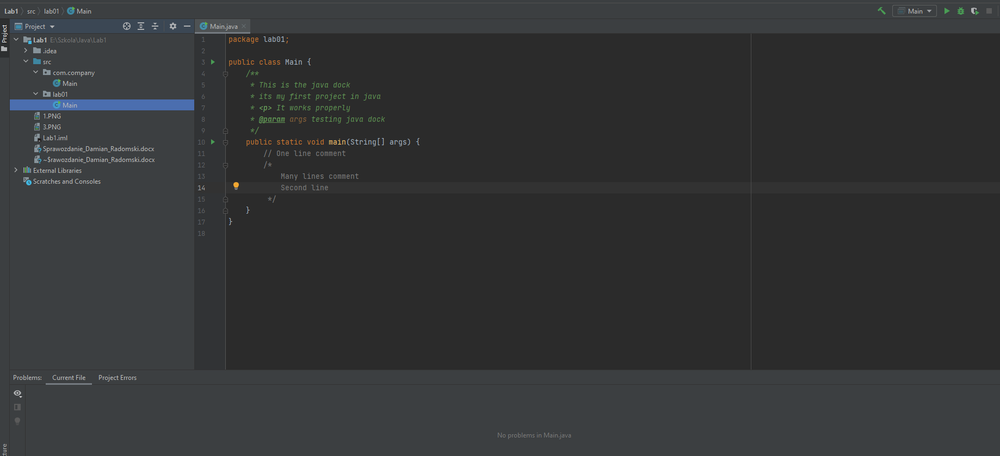 Lab1 src lab01 Main
Main
Project
Main.java
Project
Lab1 E:\Szkola\Java\Lab1
.idea
src
com.company
Main
lab01
Main
1.PNG
3.PNG
Lab1.iml
Sprawozdanie_Damian_Radomski.docx
~$rawozdanie_Damian_Radomski.docx
External Libraries
Scratches and Consoles
1 package lab01;
2
3 public class Main {
4 /**
5 * This is the java dock
6 * its my first project in java
7 * <p> It works properly
8 * @param args testing java dock
9 */
10 public static void main(String[] args) {
11 // One line comment
12 /*
13 Many lines comment
14 Second line
15 */
16 }
17 }
18
Problems: Current File Project Errors
No problems in Main.java